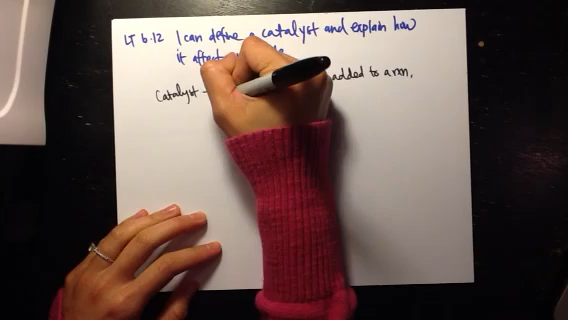 LT 6.12 I can define a catalyst and explain how
it affect
Catalyst - added to a rxn,